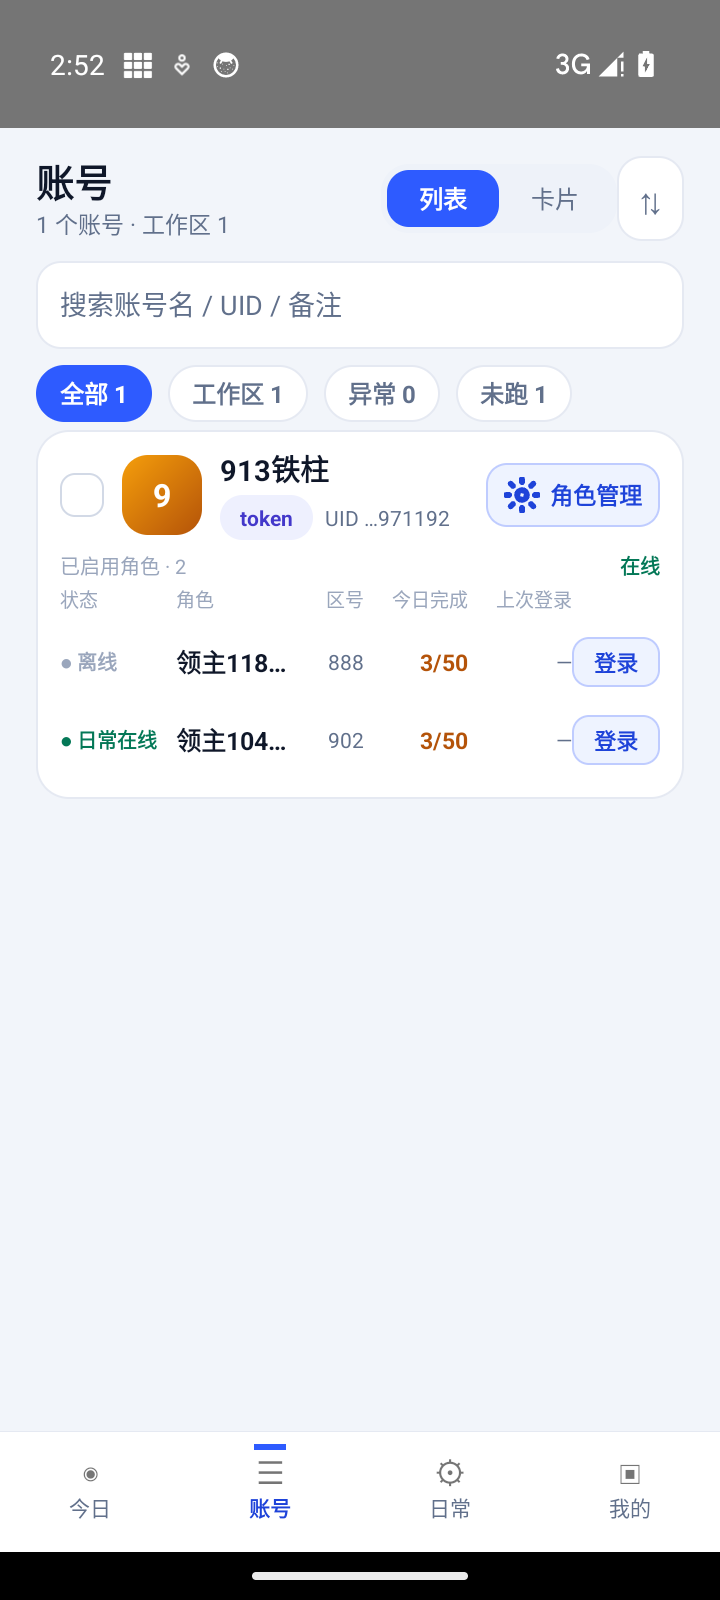 2:52
3G
账号
1 个账号 · 工作区 1
列表
卡片
搜索账号名 / UID / 备注
全部 1
工作区 1
异常 0
未跑 1
9
913铁柱
token
UID …971192
角色管理
已启用角色 · 2
在线
状态 角色 区号 今日完成 上次登录
● 离线 领主118… 888 3/50 — 登录
● 日常在线 领主104… 902 3/50 — 登录
今日
账号
日常
我的